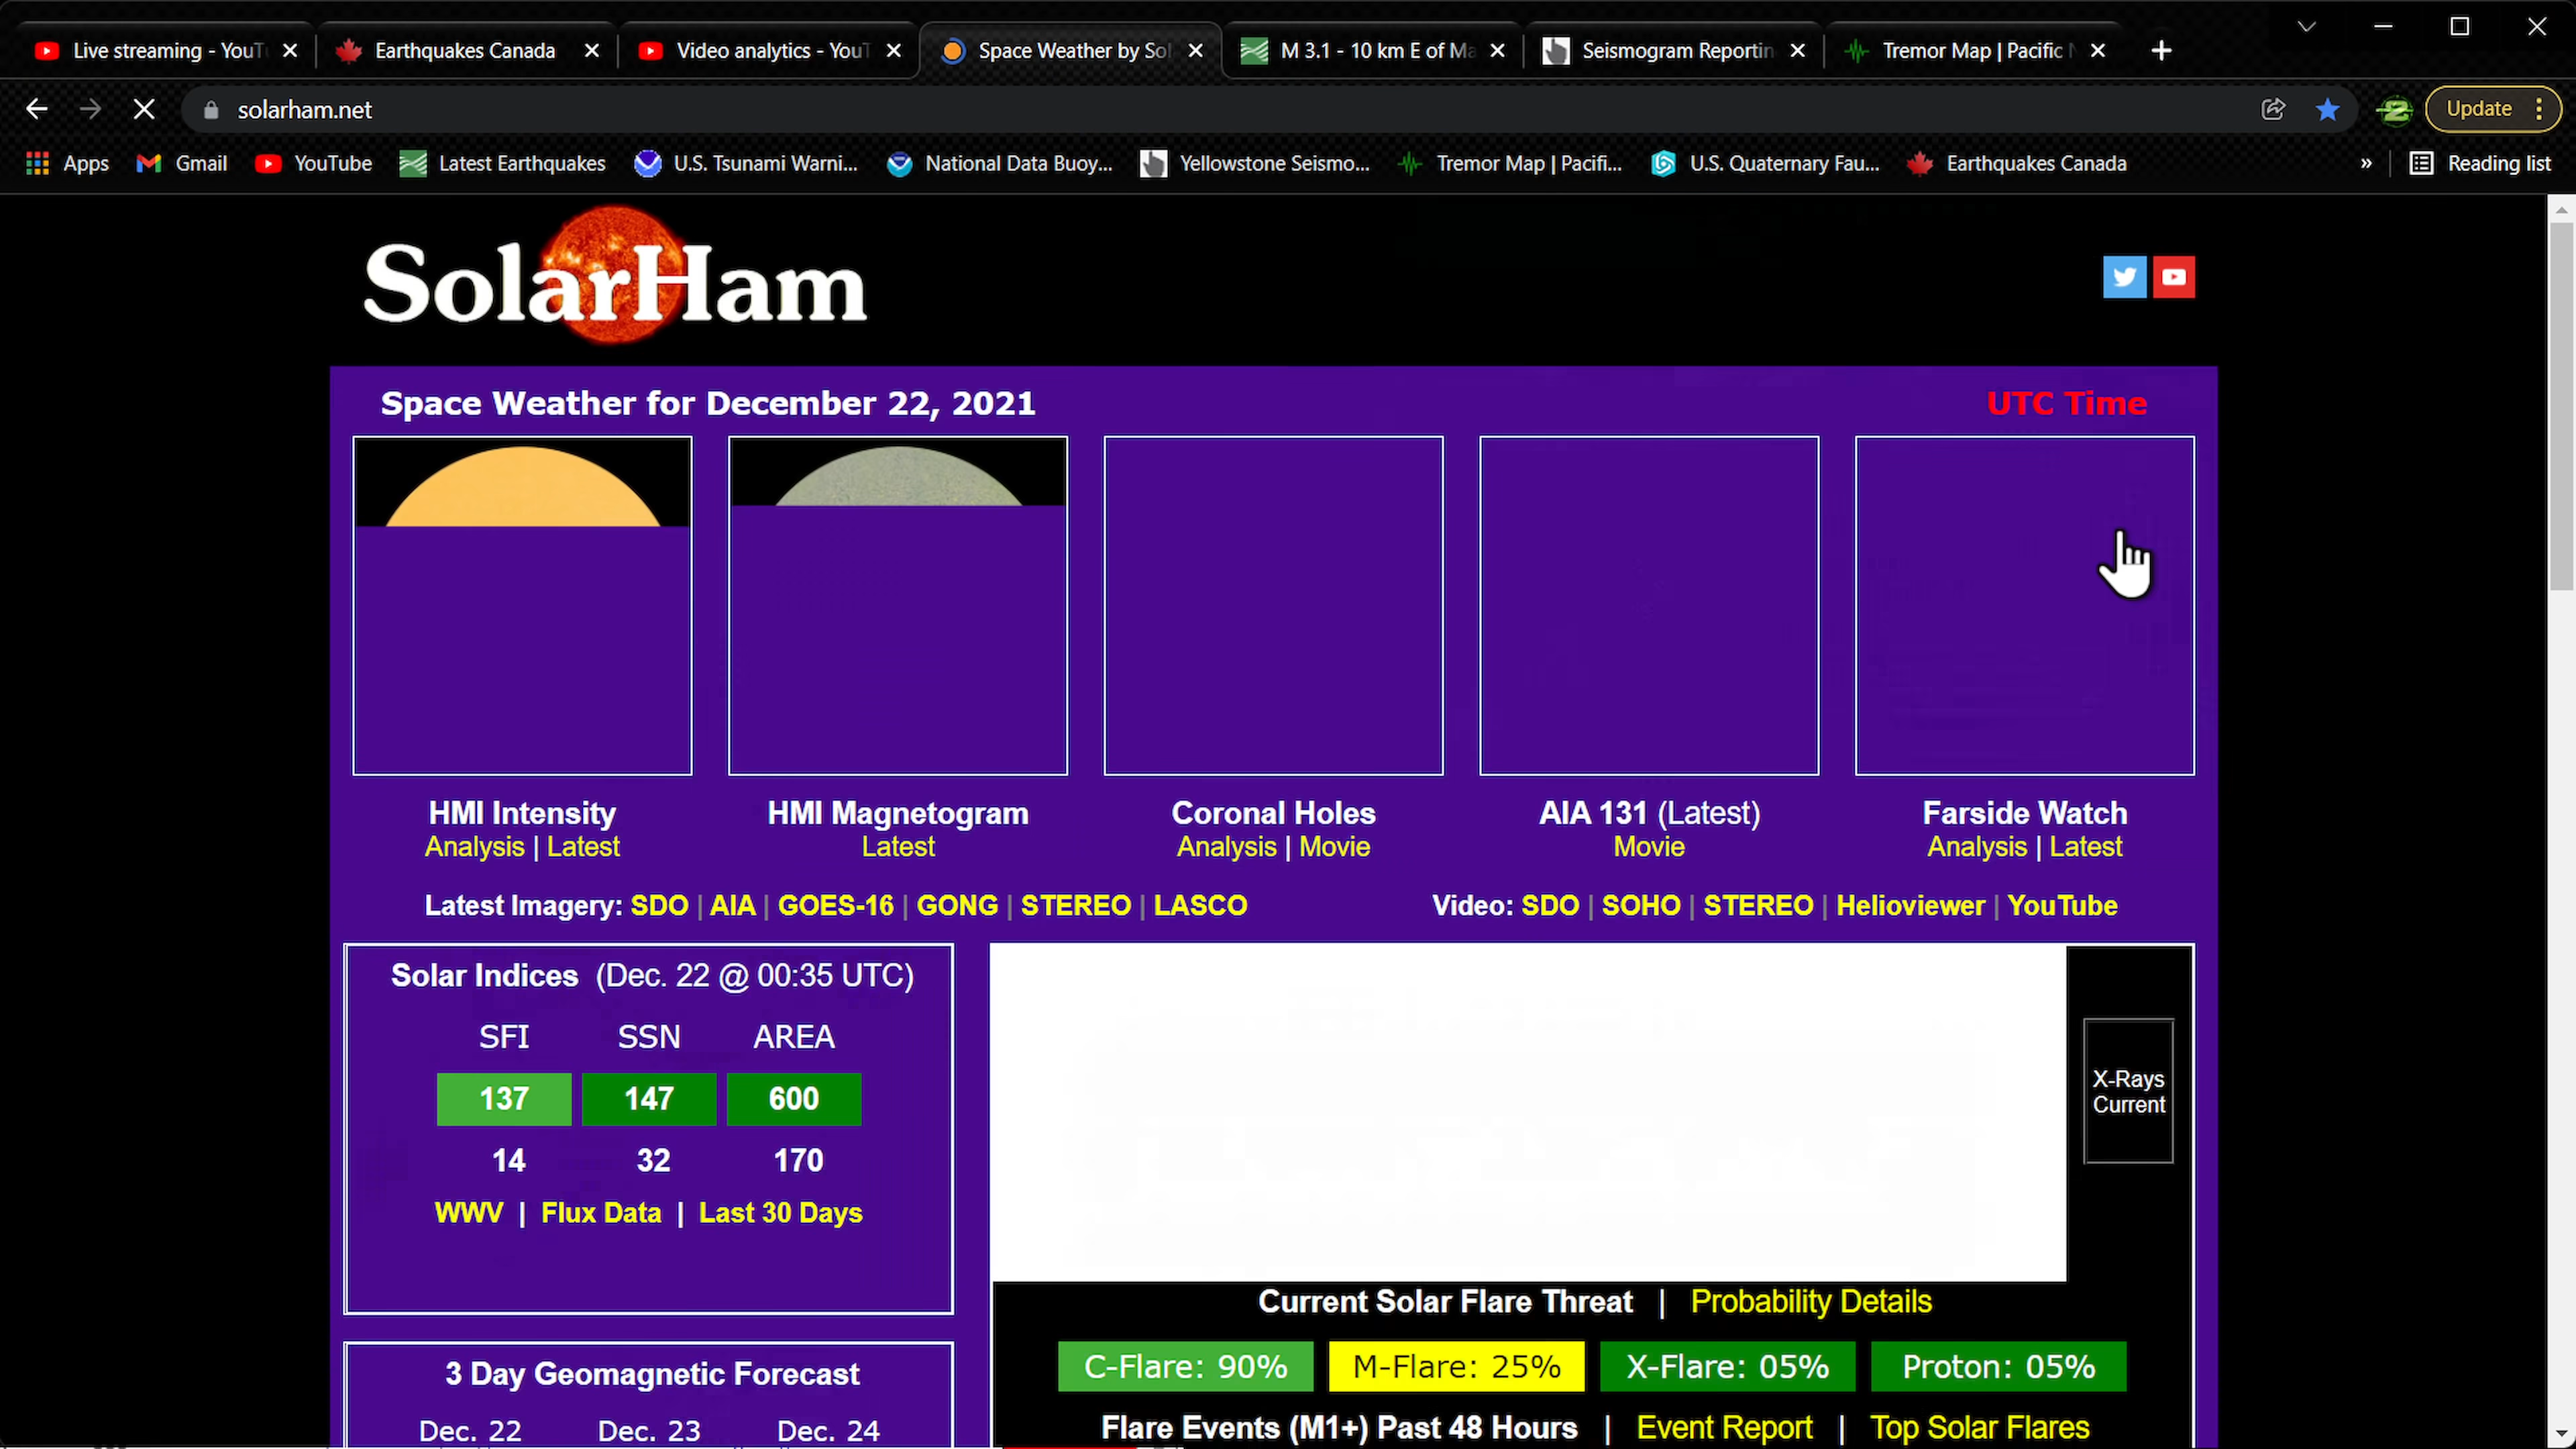 Live streaming - YouT
Earthquakes Canada
Video analytics - YouT
Space Weather by Sol
M 3.1 - 10 km E of Ma
Seismogram Reportin
Tremor Map | Pacific
solarham.net
Update
Apps
Gmail
YouTube
Latest Earthquakes
U.S. Tsunami Warni...
National Data Buoy...
Yellowstone Seismo...
Tremor Map | Pacifi...
U.S. Quaternary Fau...
Earthquakes Canada
»
Reading list
SolarHam
Space Weather for December 22, 2021
UTC Time
HMI Intensity
Analysis | Latest
HMI Magnetogram
Latest
Coronal Holes
Analysis | Movie
AIA 131 (Latest)
Movie
Farside Watch
Analysis | Latest
Latest Imagery: SDO | AIA | GOES-16 | GONG | STEREO | LASCO
Video: SDO | SOHO | STEREO | Helioviewer | YouTube
Solar Indices (Dec. 22 @ 00:35 UTC)
SFI SSN AREA
137 147 600
14 32 170
WWV | Flux Data | Last 30 Days
X-Rays
Current
Current Solar Flare Threat | Probability Details
C-Flare: 90% M-Flare: 25% X-Flare: 05% Proton: 05%
Flare Events (M1+) Past 48 Hours | Event Report | Top Solar Flares
3 Day Geomagnetic Forecast
Dec. 22 Dec. 23 Dec. 24